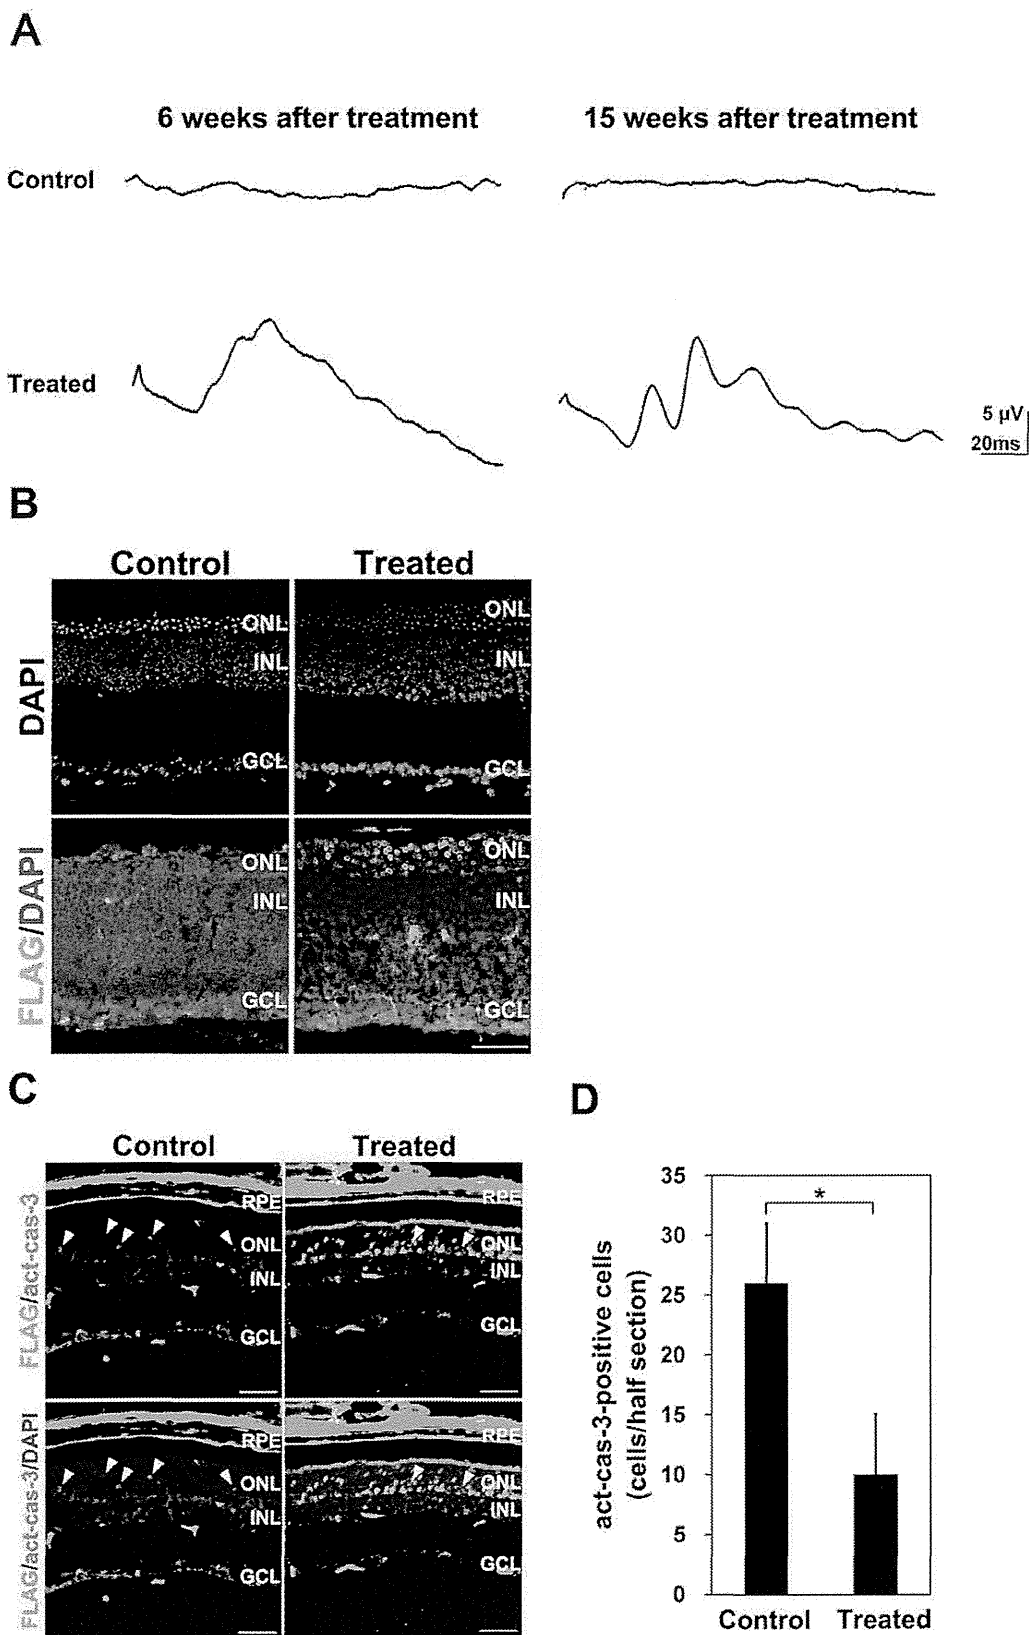 A
6 weeks after treatment 15 weeks after treatment
Control
Treated
5 µV
20ms
B
Control Treated
DAPI
ONL ONL
INL INL
GCL GCL
FLAG/DAPI
ONL ONL
INL INL
GCL GCL
C
Control Treated
FLAG/act-cas-3
RPE RPE
ONL ONL
INL INL
GCL GCL
FLAG/act-cas-3/DAPI
RPE RPE
ONL ONL
INL INL
GCL GCL
D
act-cas-3-positive cells
(cells/half section)
35
30
25
20
15
10
5
0
*
Control Treated